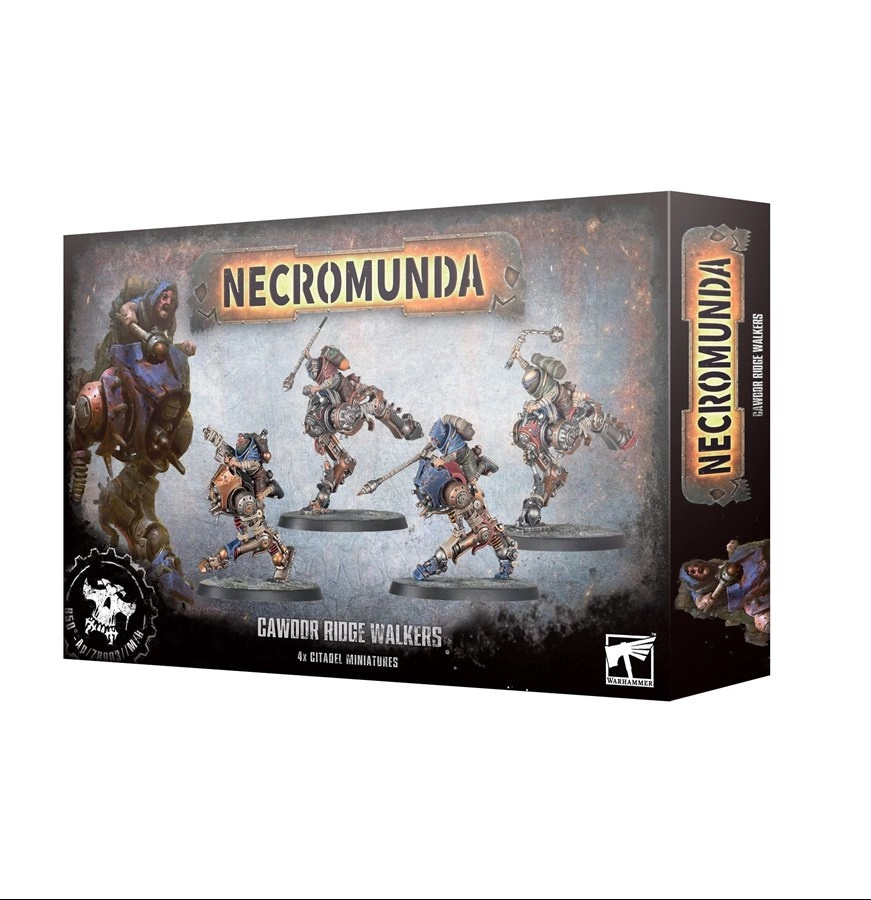 NECROMUNDA
CAWDOR RIDGE WALKERS
4x CITADEL MINIATURES
WARHAMMER
NECROMUNDA
CAWDOR RIDGE WALKERS